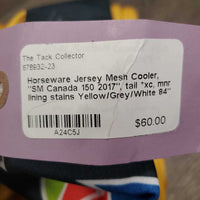 The Tack Collector
678932-23
Horseware Jersey Mesh Cooler,
"SM Canada 150 2017", tail *xc, mnr
lining stains Yellow/Grey/White 84"
A24C5J
$60.00